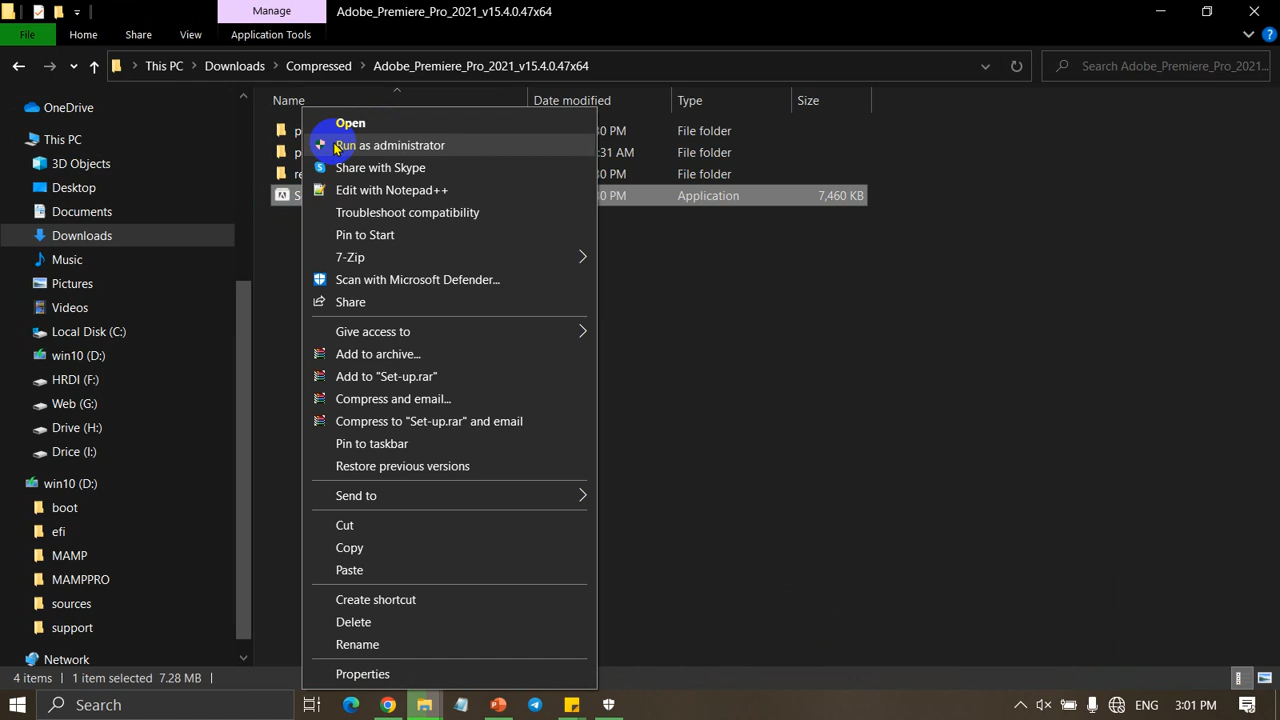 Manage
Adobe_Premiere_Pro_2021_v15.4.0.47x64
File
Home
Share
View
Application Tools
This PC
Downloads
Compressed
Adobe_Premiere_Pro_2021_v15.4.0.47x64
Search Adobe_Premiere_Pro_2021...
Name
Date modified
Type
Size
File folder
File folder
File folder
Application
7,460 KB
OneDrive
This PC
3D Objects
Desktop
Documents
Downloads
Music
Pictures
Videos
Local Disk (C:)
win10 (D:)
HRDI (F:)
Web (G:)
Drive (H:)
Drice (I:)
win10 (D:)
boot
efi
MAMP
MAMPPRO
sources
support
Network
Open
Run as administrator
Share with Skype
Edit with Notepad++
Troubleshoot compatibility
Pin to Start
7-Zip
Scan with Microsoft Defender...
Share
Give access to
Add to archive...
Add to "Set-up.rar"
Compress and email...
Compress to "Set-up.rar" and email
Pin to taskbar
Restore previous versions
Send to
Cut
Copy
Paste
Create shortcut
Delete
Rename
Properties
4 items
1 item selected 7.28 MB
Search
3:01 PM